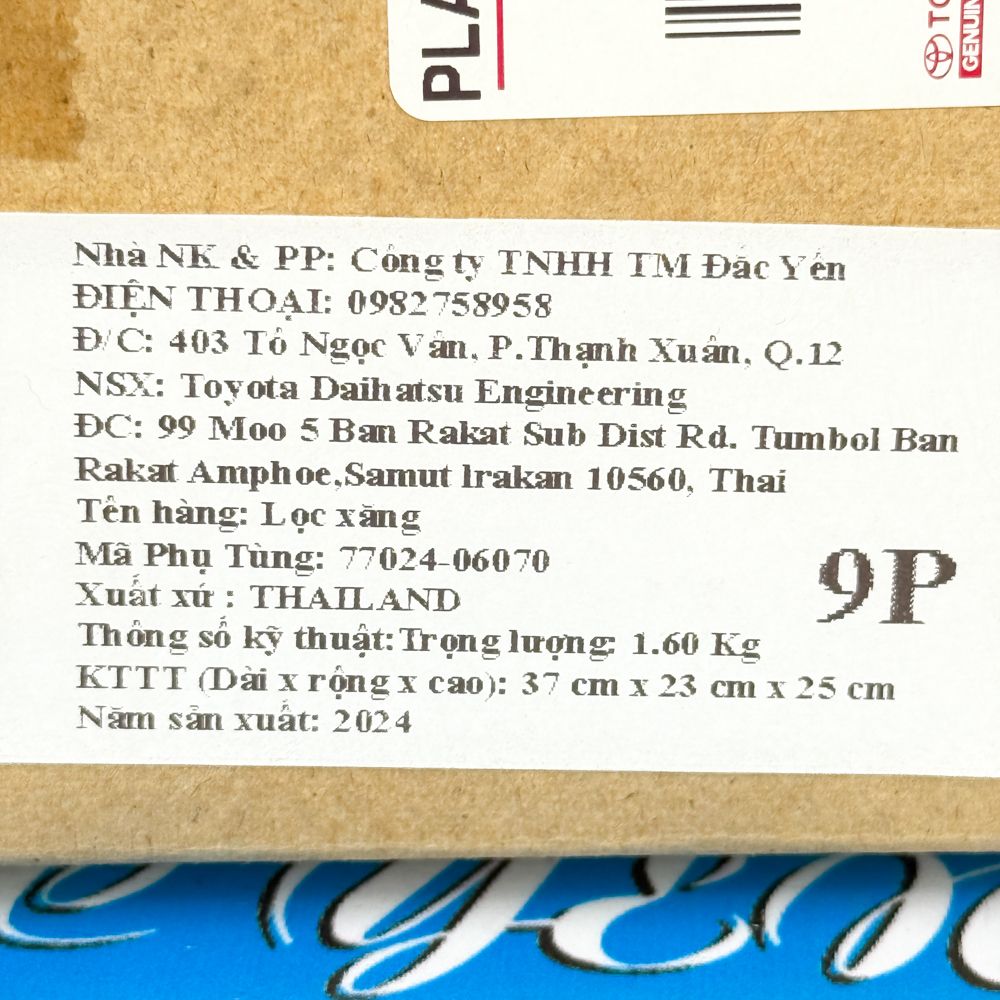 PLA
GENUIN
Nhà NK & PP: Công ty TNHH TM Đắc Yến
ĐIỆN THOẠI: 0982758958
Đ/C: 403 Tô Ngọc Vân, P.Thạnh Xuân, Q.12
NSX: Toyota Daihatsu Engineering
ĐC: 99 Moo 5 Ban Rakat Sub Dist Rd. Tumbol Ban
Rakat Amphoe,Samut lrakan 10560, Thai
Tên hàng: Lọc xăng
Mã Phụ Tùng: 77024-06070
9P
Xuất xứ : THAILAND
Thông số kỹ thuật:Trọng lượng: 1.60 Kg
KTTT (Dài x rộng x cao): 37 cm x 23 cm x 25 cm
Năm sản xuất: 2024